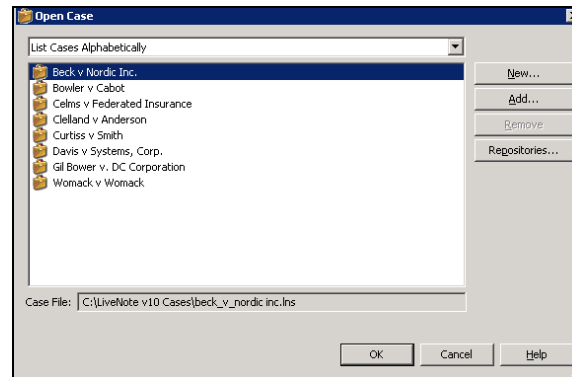 Open Case
List Cases Alphabetically
Beck v Nordic Inc.
Bowler v Cabot
Celms v Federated Insurance
Clelland v Anderson
Curtiss v Smith
Davis v Systems, Corp.
Gil Bower v. DC Corporation
Womack v Womack
New...
Add...
Remove
Repositories...
Case File: C:\LiveNote v10 Cases\beck_v_nordic inc.lns
OK Cancel Help